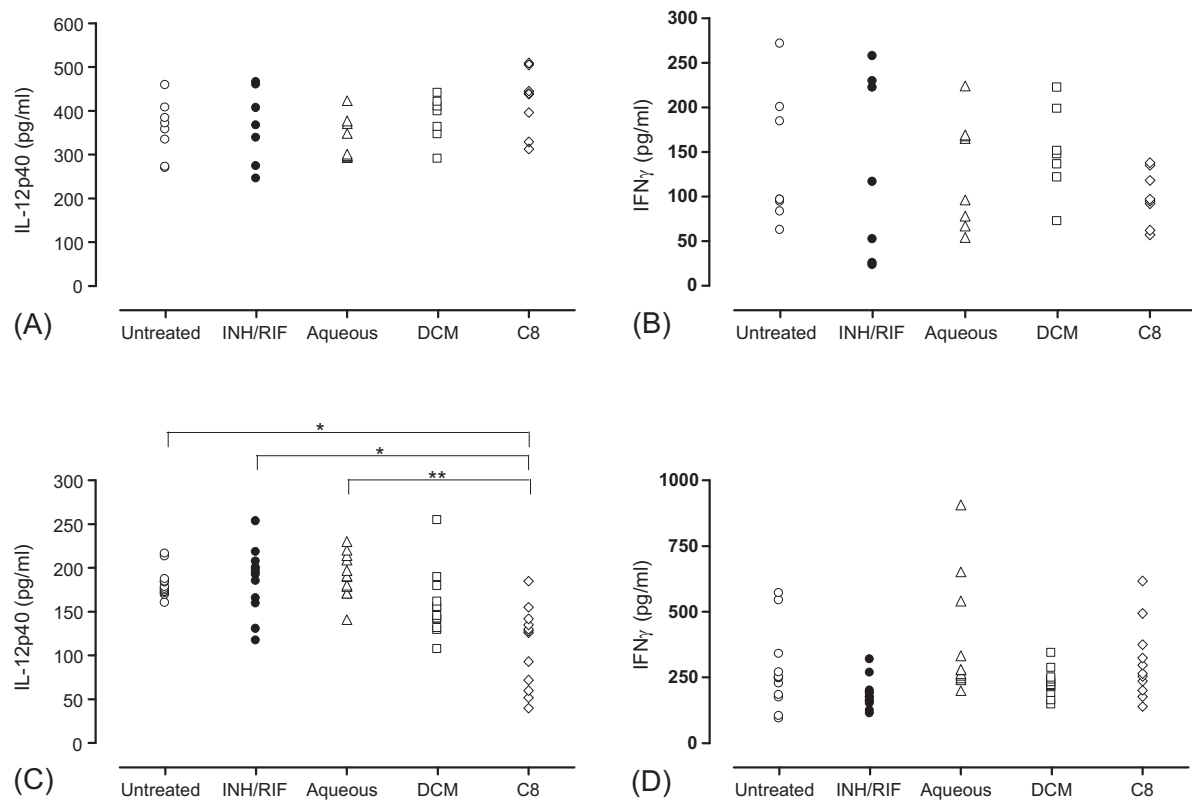 600
500
400
300
200
100
0
IL-12p40 (pg/ml)
(A)
Untreated INH/RIF Aqueous DCM C8
300
250
200
150
100
50
0
IFNγ (pg/ml)
(B)
Untreated INH/RIF Aqueous DCM C8
*
*
**
300
250
200
150
100
50
0
IL-12p40 (pg/ml)
(C)
Untreated INH/RIF Aqueous DCM C8
1000
750
500
250
0
IFNγ (pg/ml)
(D)
Untreated INH/RIF Aqueous DCM C8